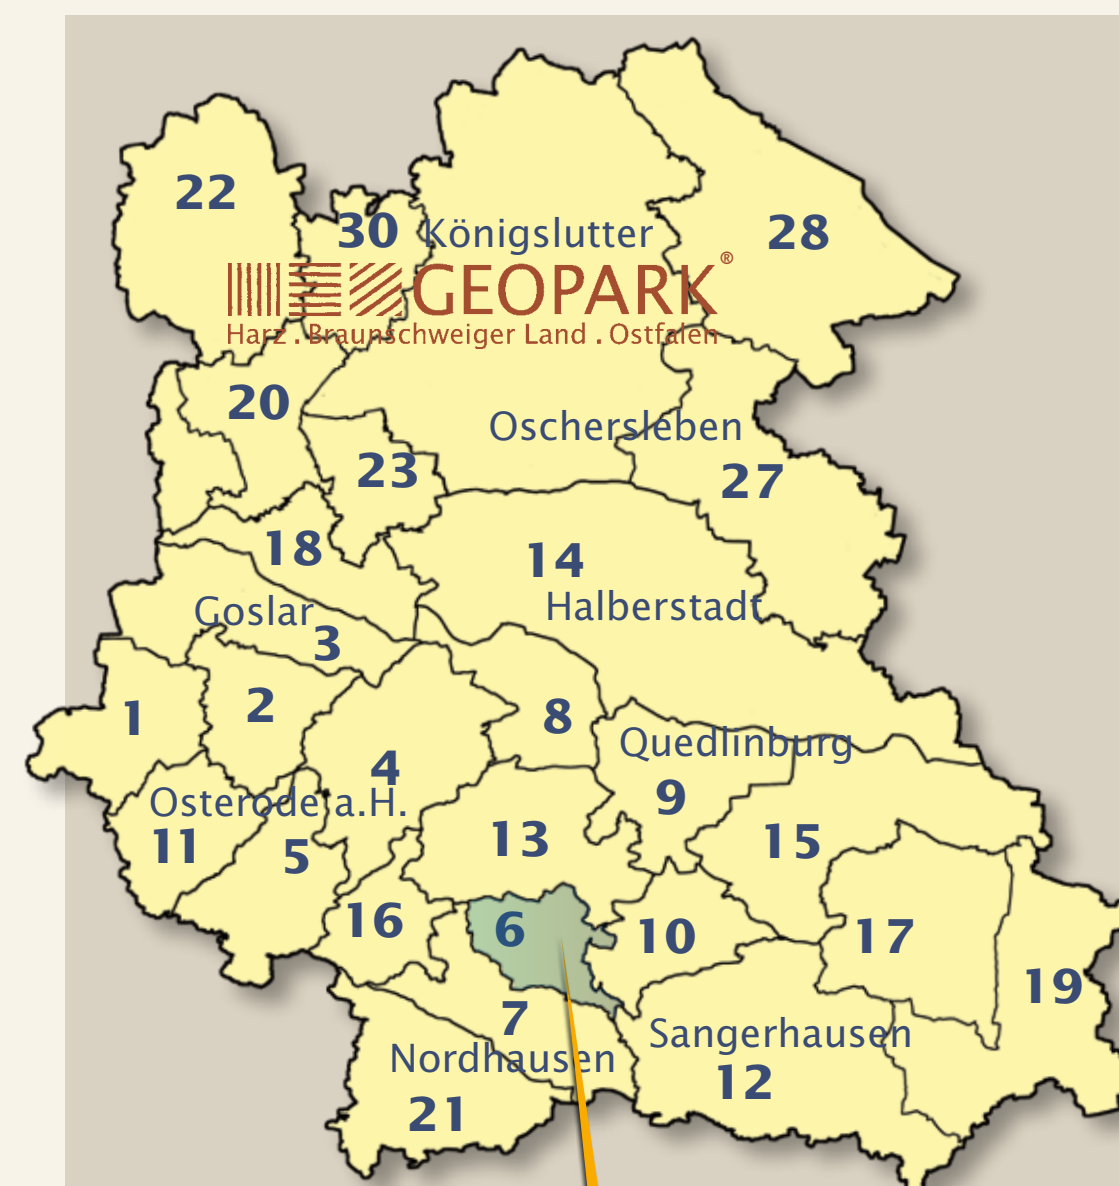 22
30 Königslutter 28
GEOPARK®
Harz . Braunschweiger Land . Ostfalen
20
Oschersleben
23 27
18 14
Goslar Halberstadt
3
1 2 8
Quedlinburg
4 9
Osterode a.H.
11 5 13 15
16 6 10 17
19
7 Sangerhausen
Nordhausen
12
21